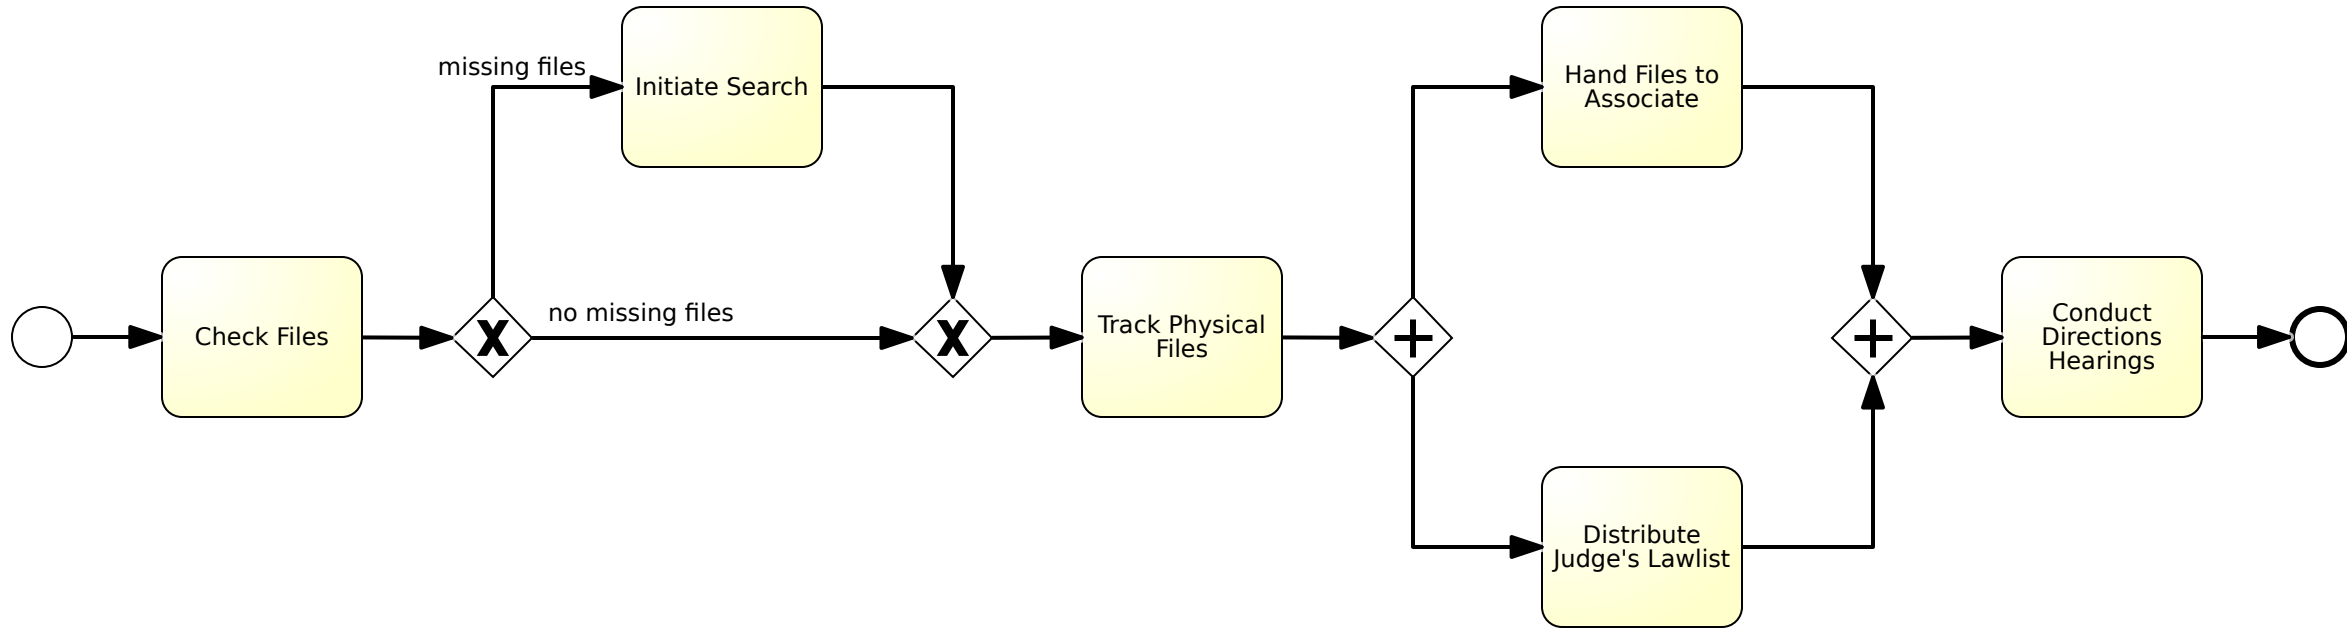 missing files
Initiate Search
Hand Files to
Associate
Check Files
no missing files
Track Physical
Files
Conduct
Directions
Hearings
Distribute
Judge's Lawlist